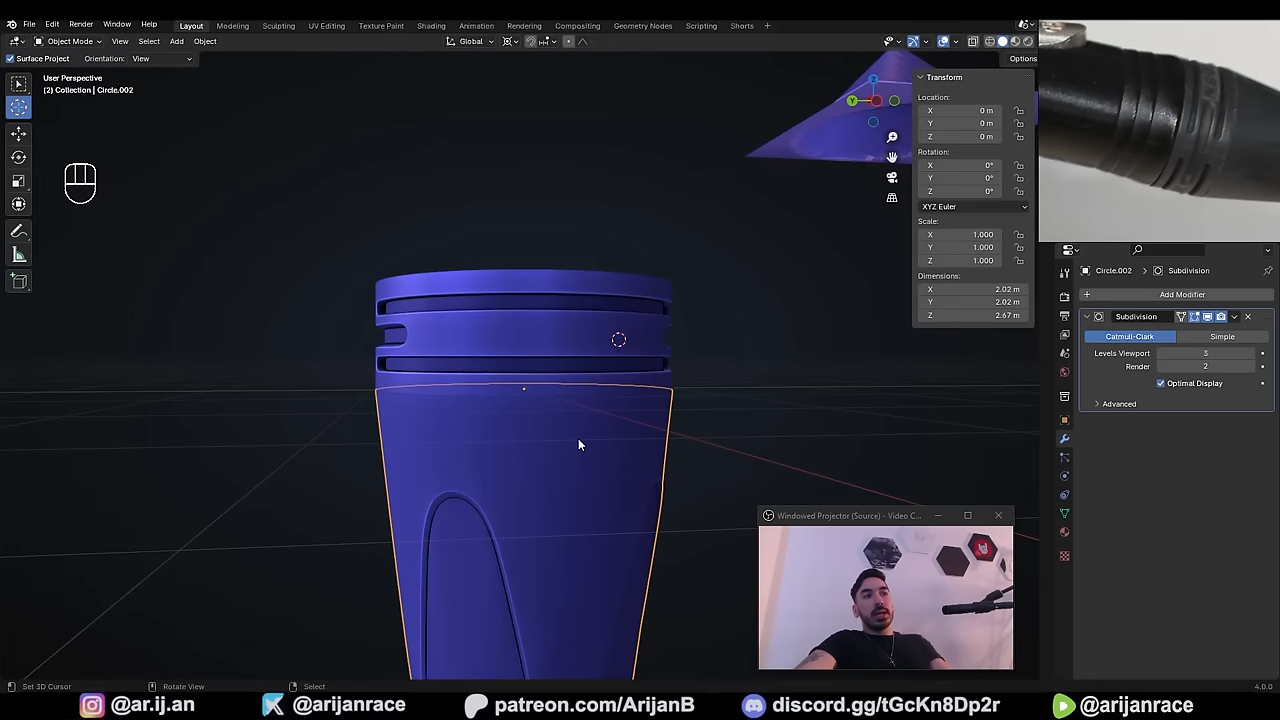 File Edit Render Window Help
Layout Modeling Sculpting UV Editing Texture Paint Shading Animation Rendering Compositing Geometry Nodes Scripting Shorts +
Object Mode View Select Add Object Global
Surface Project Orientation: View Options
User Perspective
(2) Collection | Circle.002
Transform
Location:
X 0 m
Y 0 m
Z 0 m
Rotation:
X 0°
Y 0°
Z 0°
XYZ Euler
Scale:
X 1.000
Y 1.000
Z 1.000
Dimensions:
X 2.02 m
Y 2.02 m
Z 2.67 m
Z
Y
Circle.002 Subdivision
Add Modifier
Subdivision
Catmull-Clark Simple
Levels Viewport 3
Render 2
Optimal Display
Advanced
Windowed Projector (Source) - Video C...
Set 3D Cursor Rotate View Select 4.0.0
@ar.ij.an @arijanrace patreon.com/ArijanB discord.gg/tGcKn8Dp2r @arijanrace